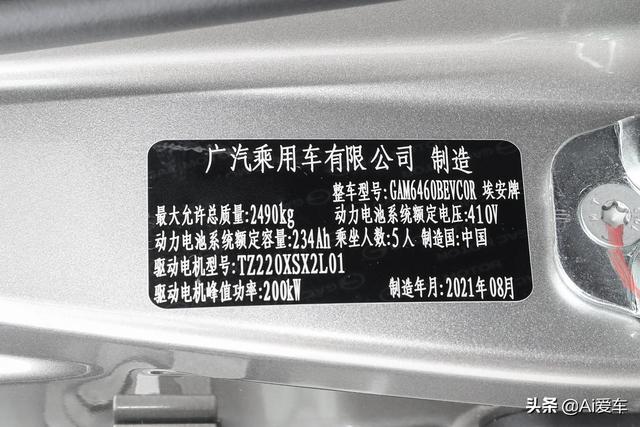 广汽乘用车有限公司 制造
整车型号:GAM6460BEVC0R 埃安牌
最大允许总质量:2490kg 动力电池系统额定电压:410V
动力电池系统额定容量:234Ah 乘坐人数:5人 制造国:中国
驱动电机型号:TZ220XSX2L01
驱动电机峰值功率:200kW 制造年月:2021年08月
头条 @Ai爱车